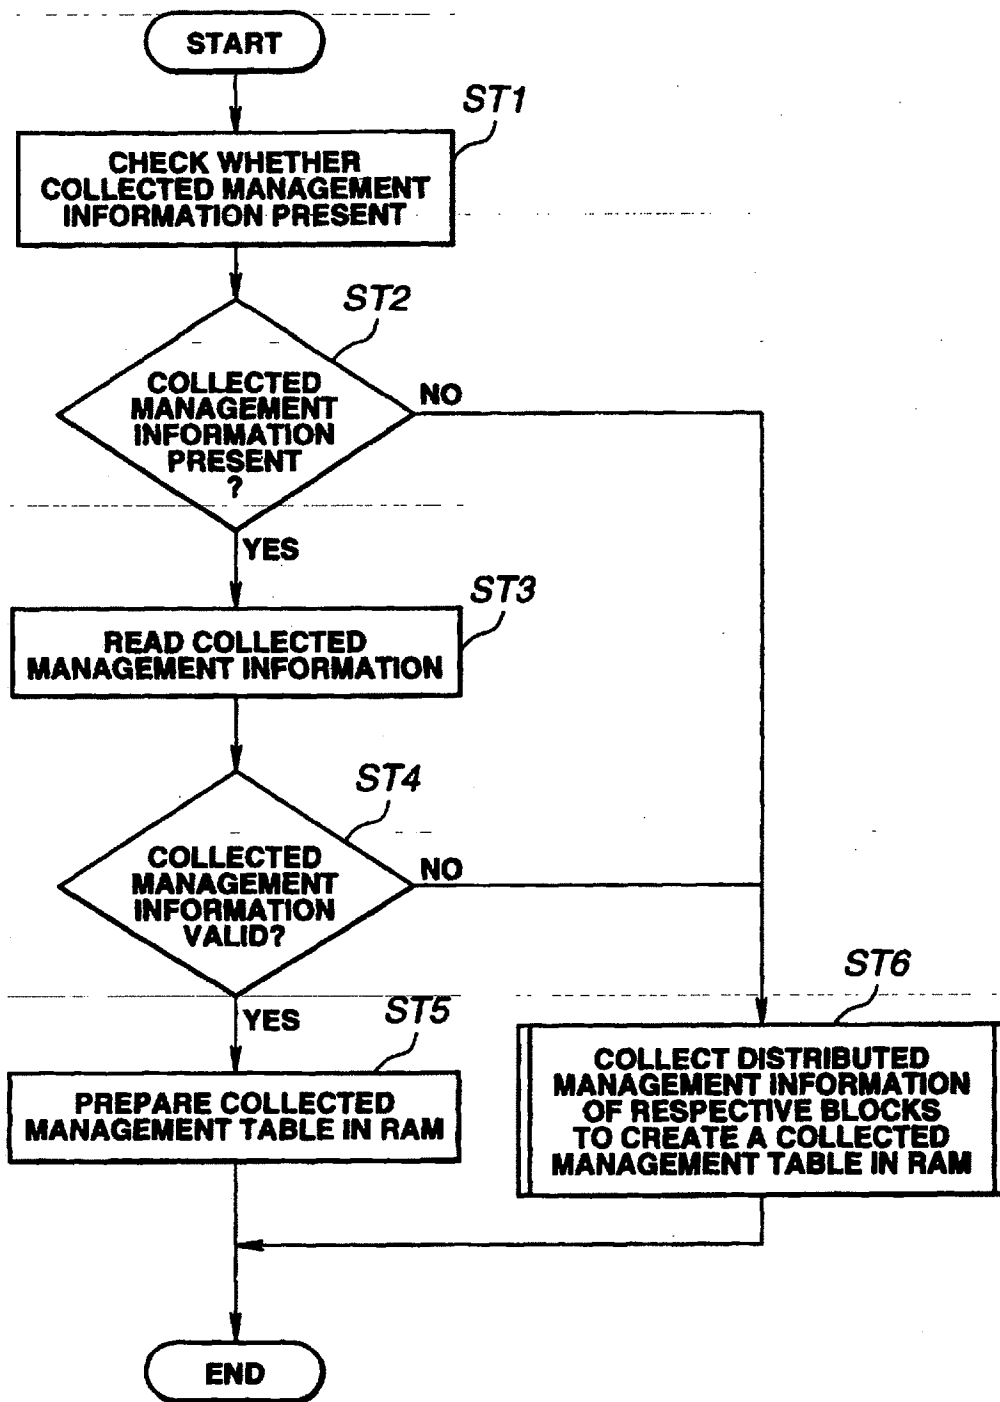 START
ST1
CHECK WHETHER
COLLECTED MANAGEMENT
INFORMATION PRESENT
ST2
COLLECTED
MANAGEMENT
INFORMATION
PRESENT
?
NO
YES
ST3
READ COLLECTED
MANAGEMENT INFORMATION
ST4
COLLECTED
MANAGEMENT
INFORMATION
VALID?
NO
YES
ST5
PREPARE COLLECTED
MANAGEMENT TABLE IN RAM
ST6
COLLECT DISTRIBUTED
MANAGEMENT INFORMATION
OF RESPECTIVE BLOCKS
TO CREATE A COLLECTED
MANAGEMENT TABLE IN RAM
END